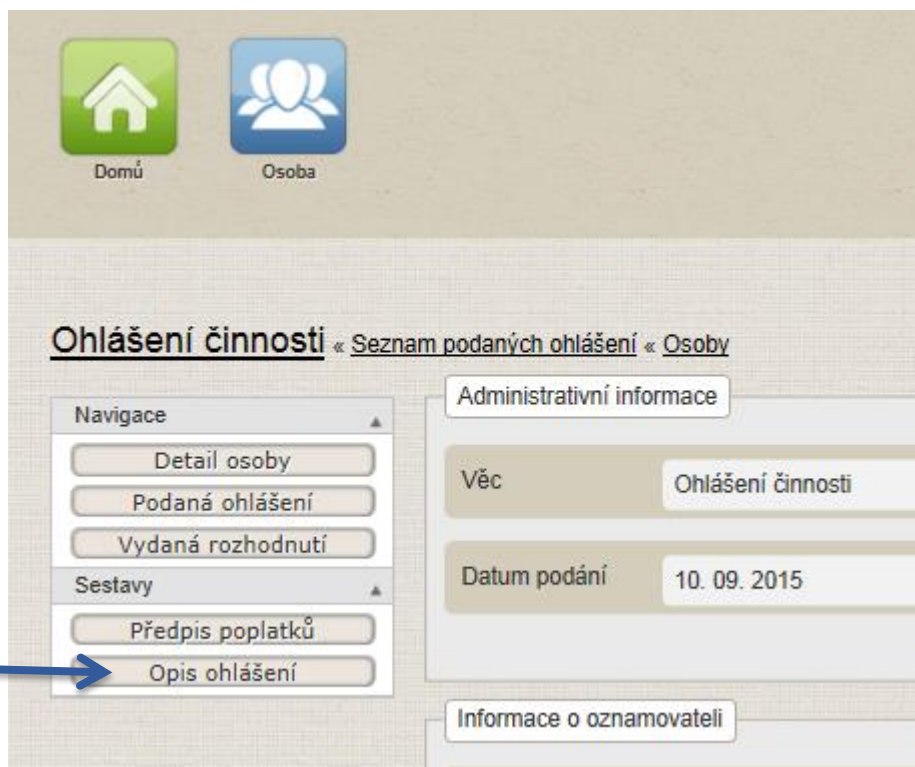 Domů Osoba
Ohlášení činnosti « Seznam podaných ohlášení « Osoby
Navigace
Detail osoby
Podaná ohlášení
Vydaná rozhodnutí
Sestavy
Předpis poplatků
Opis ohlášení
Administrativní informace
Věc Ohlášení činnosti
Datum podání 10. 09. 2015
Informace o oznamovateli